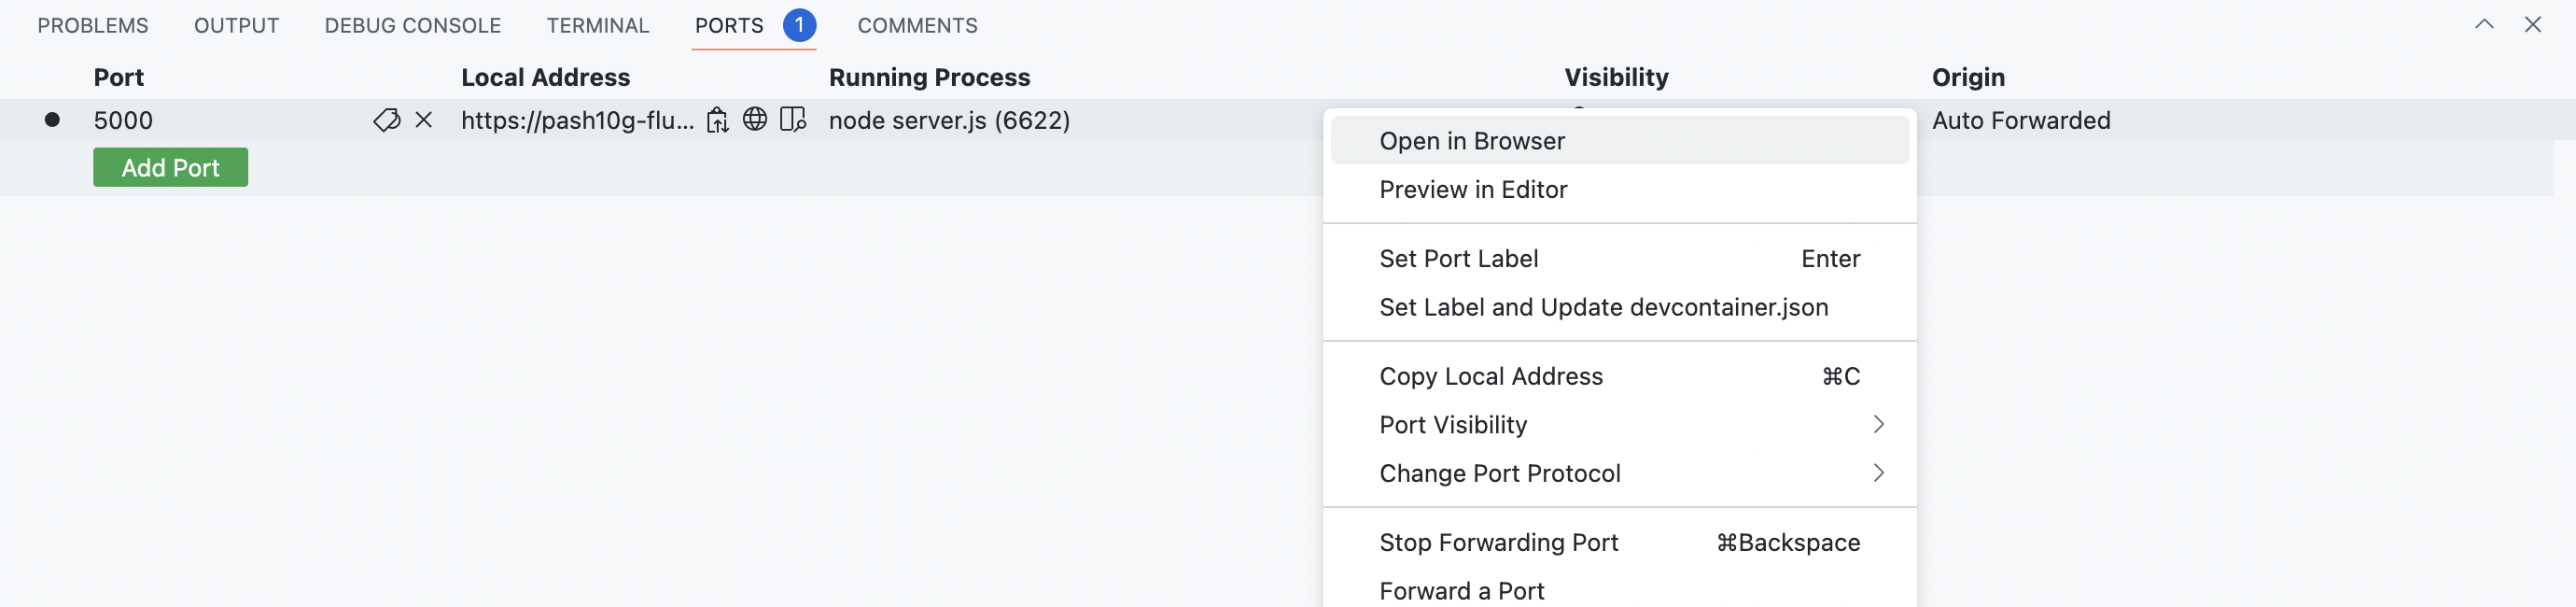 PROBLEMS OUTPUT DEBUG CONSOLE TERMINAL PORTS 1 COMMENTS
Port Local Address Running Process Visibility Origin
5000 https://pash10g-flu... node server.js (6622) Auto Forwarded
Add Port
Open in Browser
Preview in Editor
Set Port Label Enter
Set Label and Update devcontainer.json
Copy Local Address ⌘C
Port Visibility
Change Port Protocol
Stop Forwarding Port ⌘Backspace
Forward a Port